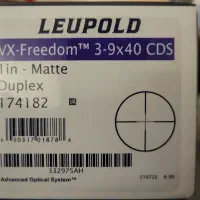 LEUPOLD
VX-Freedom™ 3-9x40 CDS
1in - Matte
Duplex
174182
332975AH
Advanced Optical System™